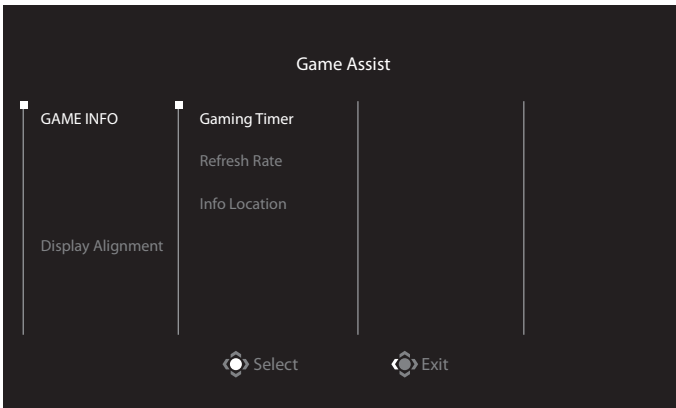 Game Assist
GAME INFO
Gaming Timer
Refresh Rate
Info Location
Display Alignment
Select
Exit